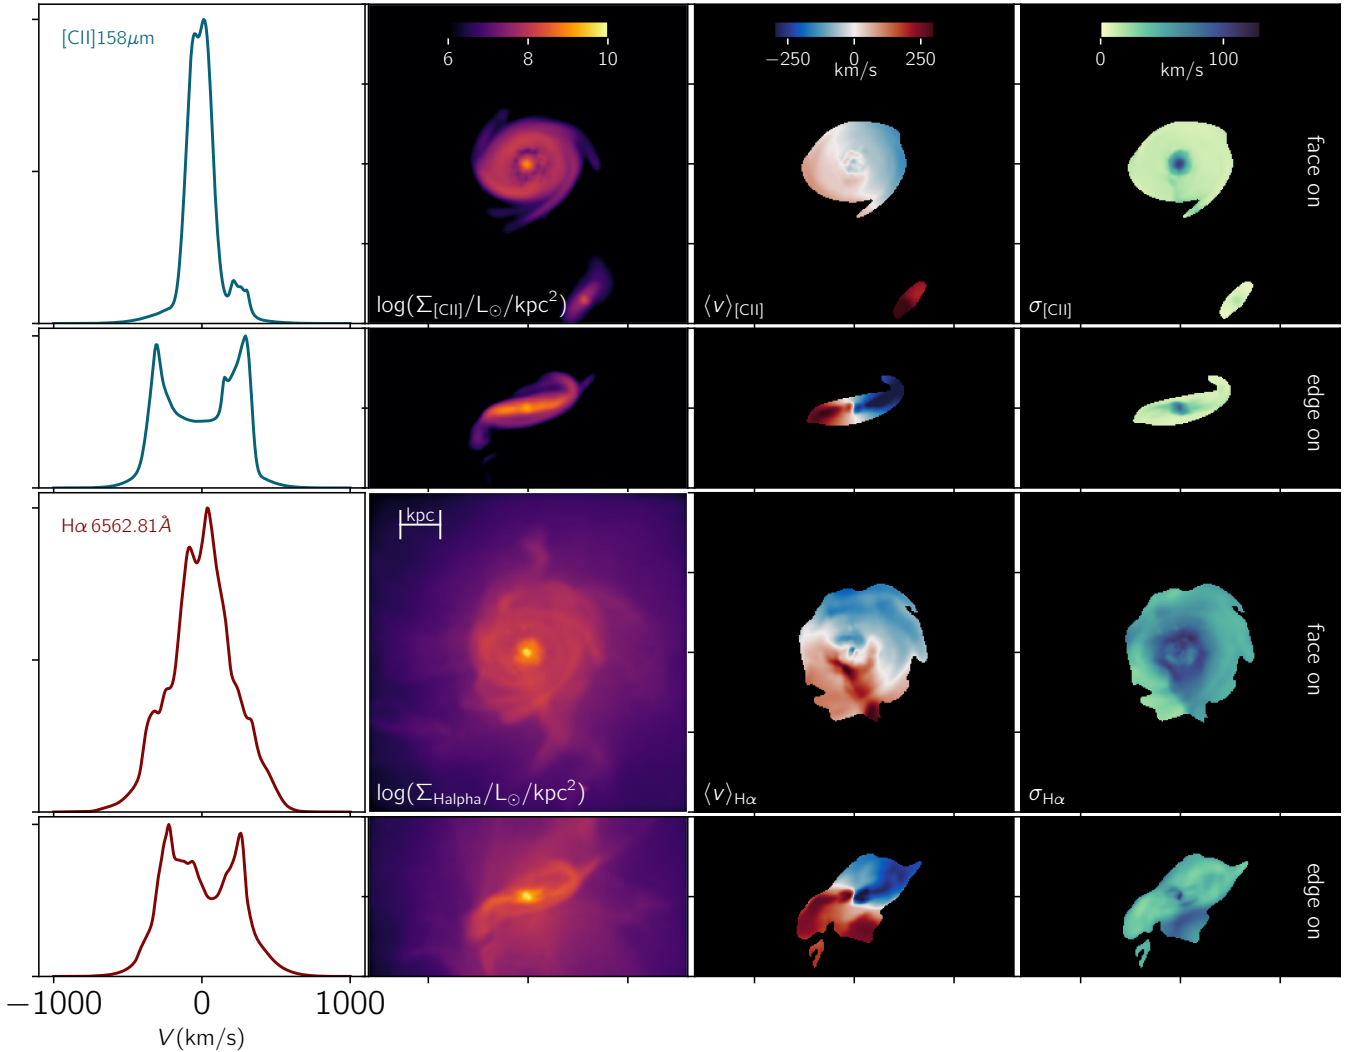 [CII]158μm
6 8 10
−250 0 250
km/s
0 100
km/s
face on
log(Σ[CII]/L⊙/kpc²)
⟨v⟩[CII]
σ[CII]
edge on
Hα 6562.81Å
kpc
face on
log(ΣHalpha/L⊙/kpc²)
⟨v⟩Hα
σHα
edge on
−1000 0 1000
V(km/s)